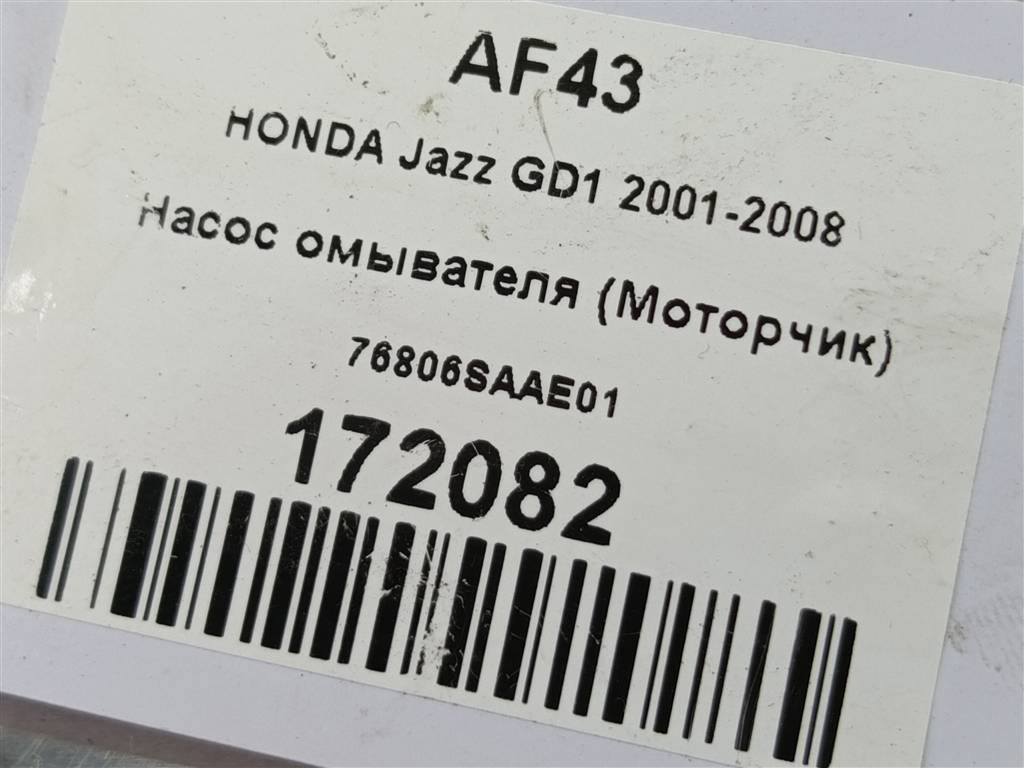 AF43
HONDA Jazz GD1 2001-2008
Насос омывателя (Моторчик)
76806SAAE01
172082